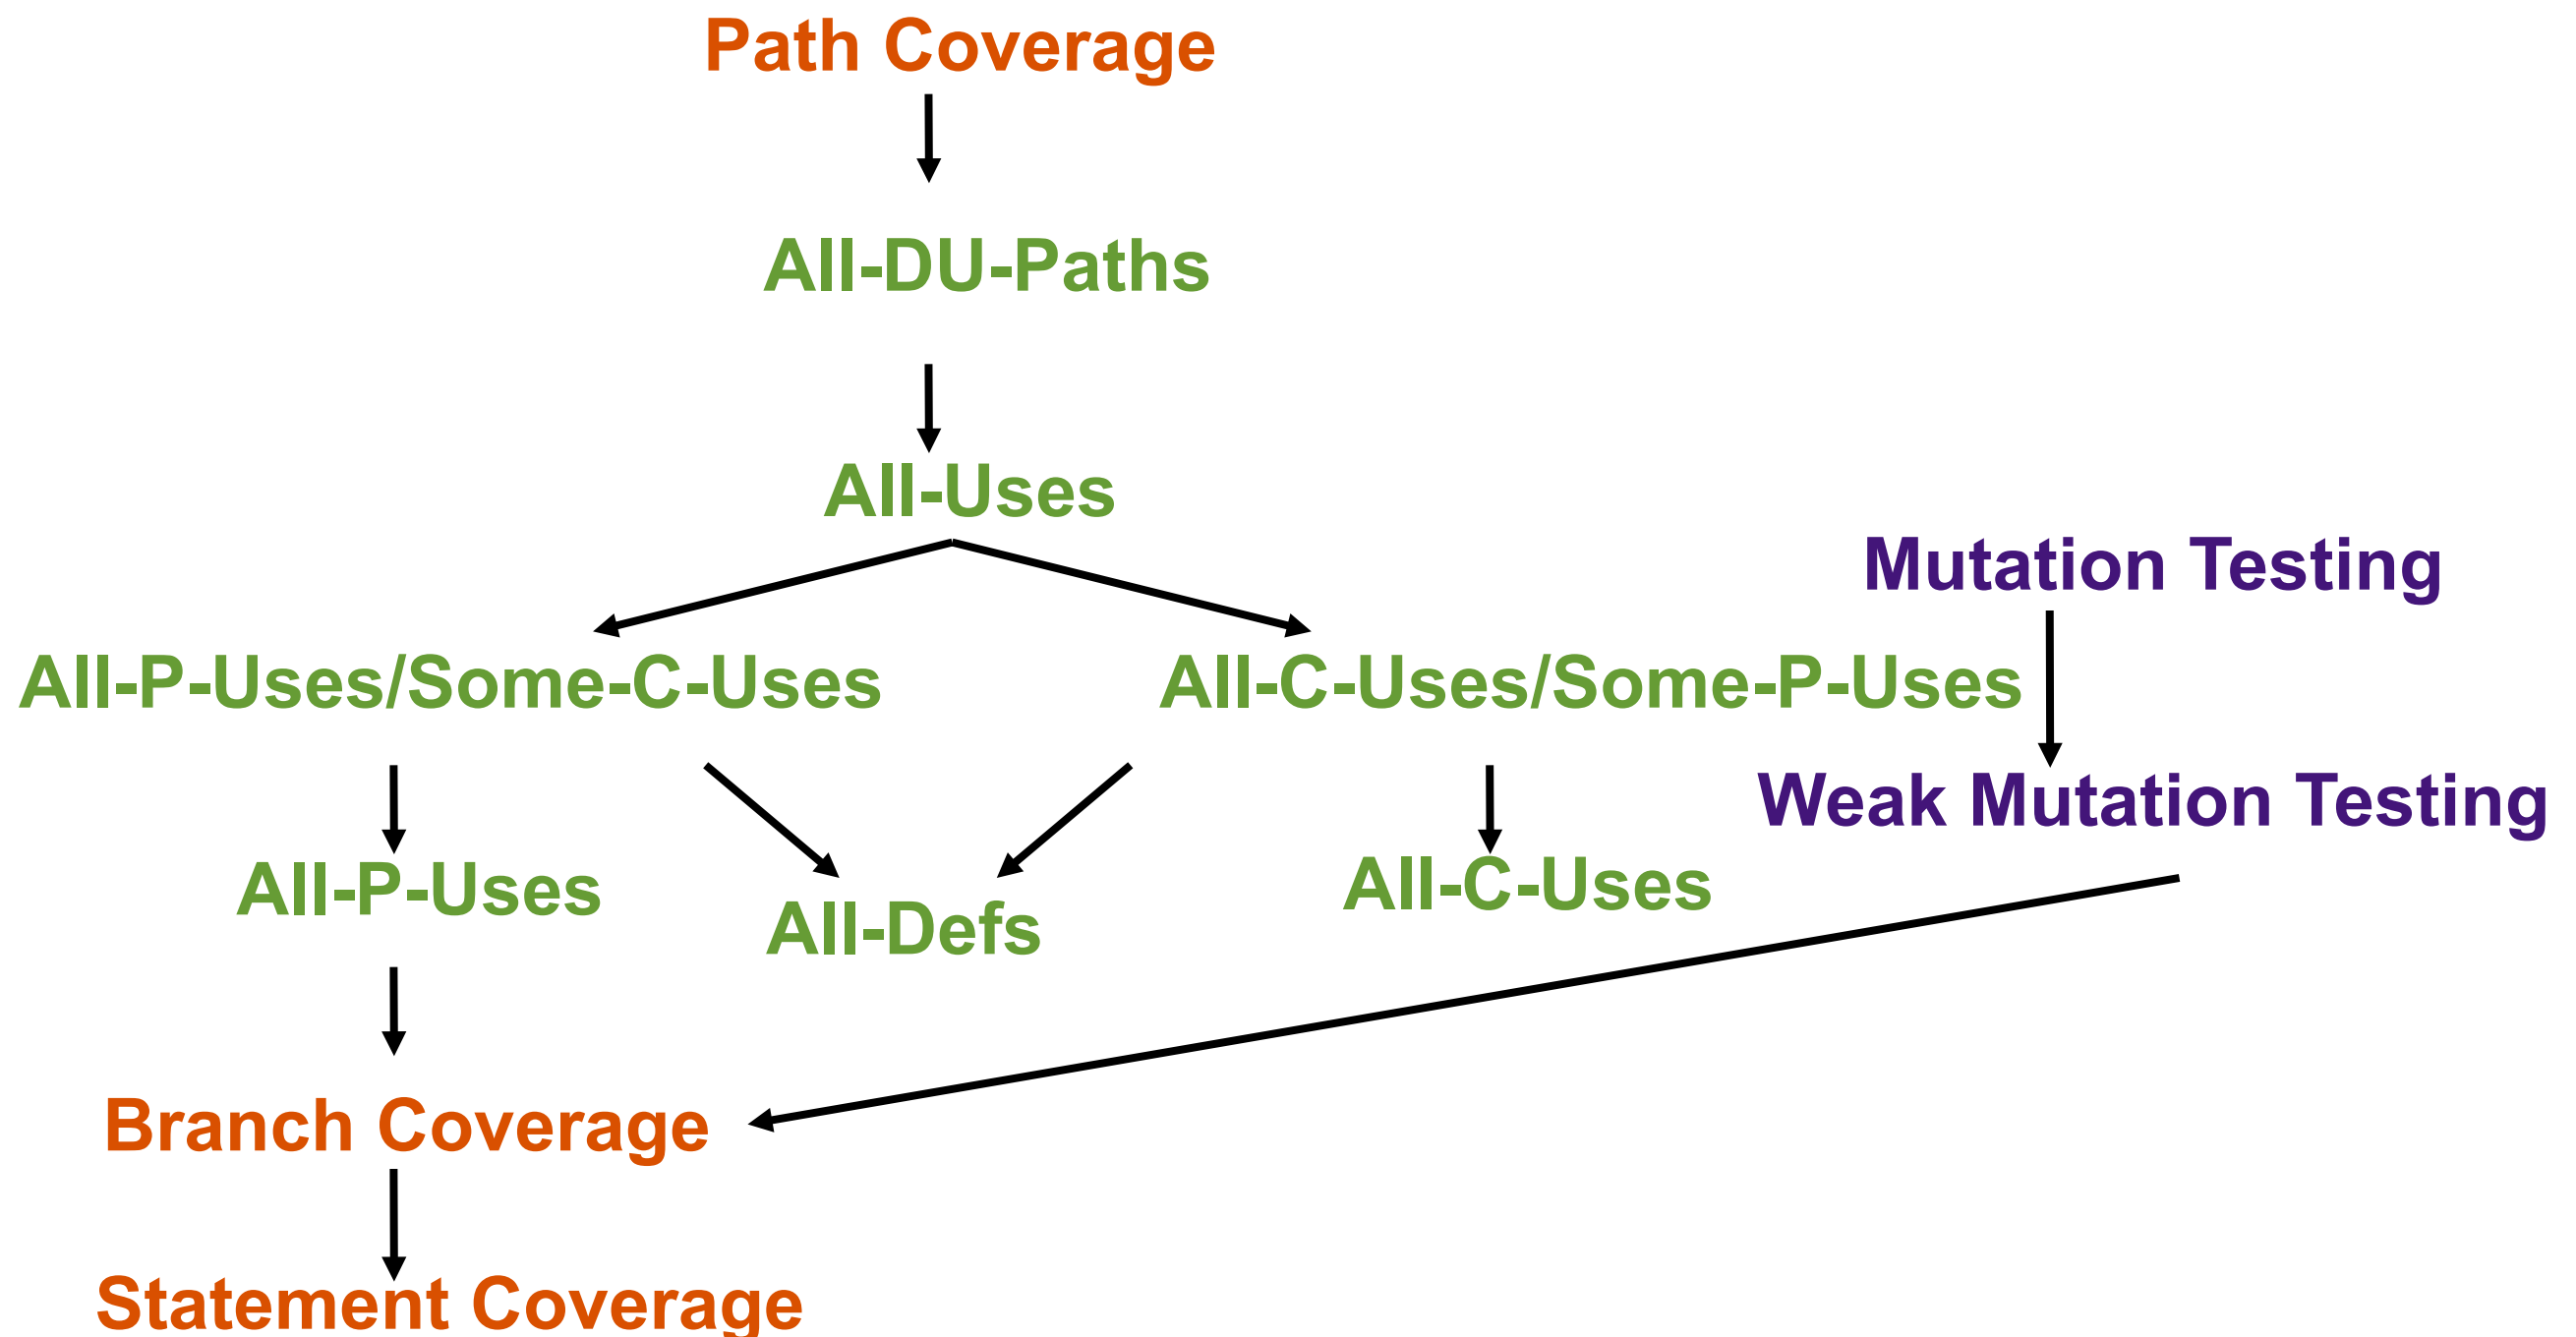 Path Coverage
All-DU-Paths
All-Uses
Mutation Testing
All-P-Uses/Some-C-Uses
All-C-Uses/Some-P-Uses
Weak Mutation Testing
All-P-Uses
All-Defs
All-C-Uses
Branch Coverage
Statement Coverage